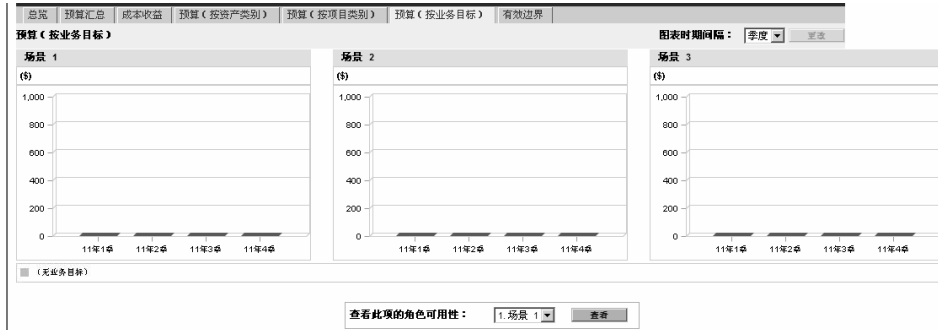 总览 预算汇总 成本收益 预算（按资产类别） 预算（按项目类别） 预算（按业务目标） 有效边界
预算（按业务目标） 图表时期间隔： 季度 更改
场景 1 场景 2 场景 3
($) ($) ($)
1,000 1,000 1,000
800 800 800
600 600 600
400 400 400
200 200 200
0 0 0
11年1季 11年2季 11年3季 11年4季 11年1季 11年2季 11年3季 11年4季 11年1季 11年2季 11年3季 11年4季
（无业务目标）
查看此项的角色可用性： 1. 场景 1 查看